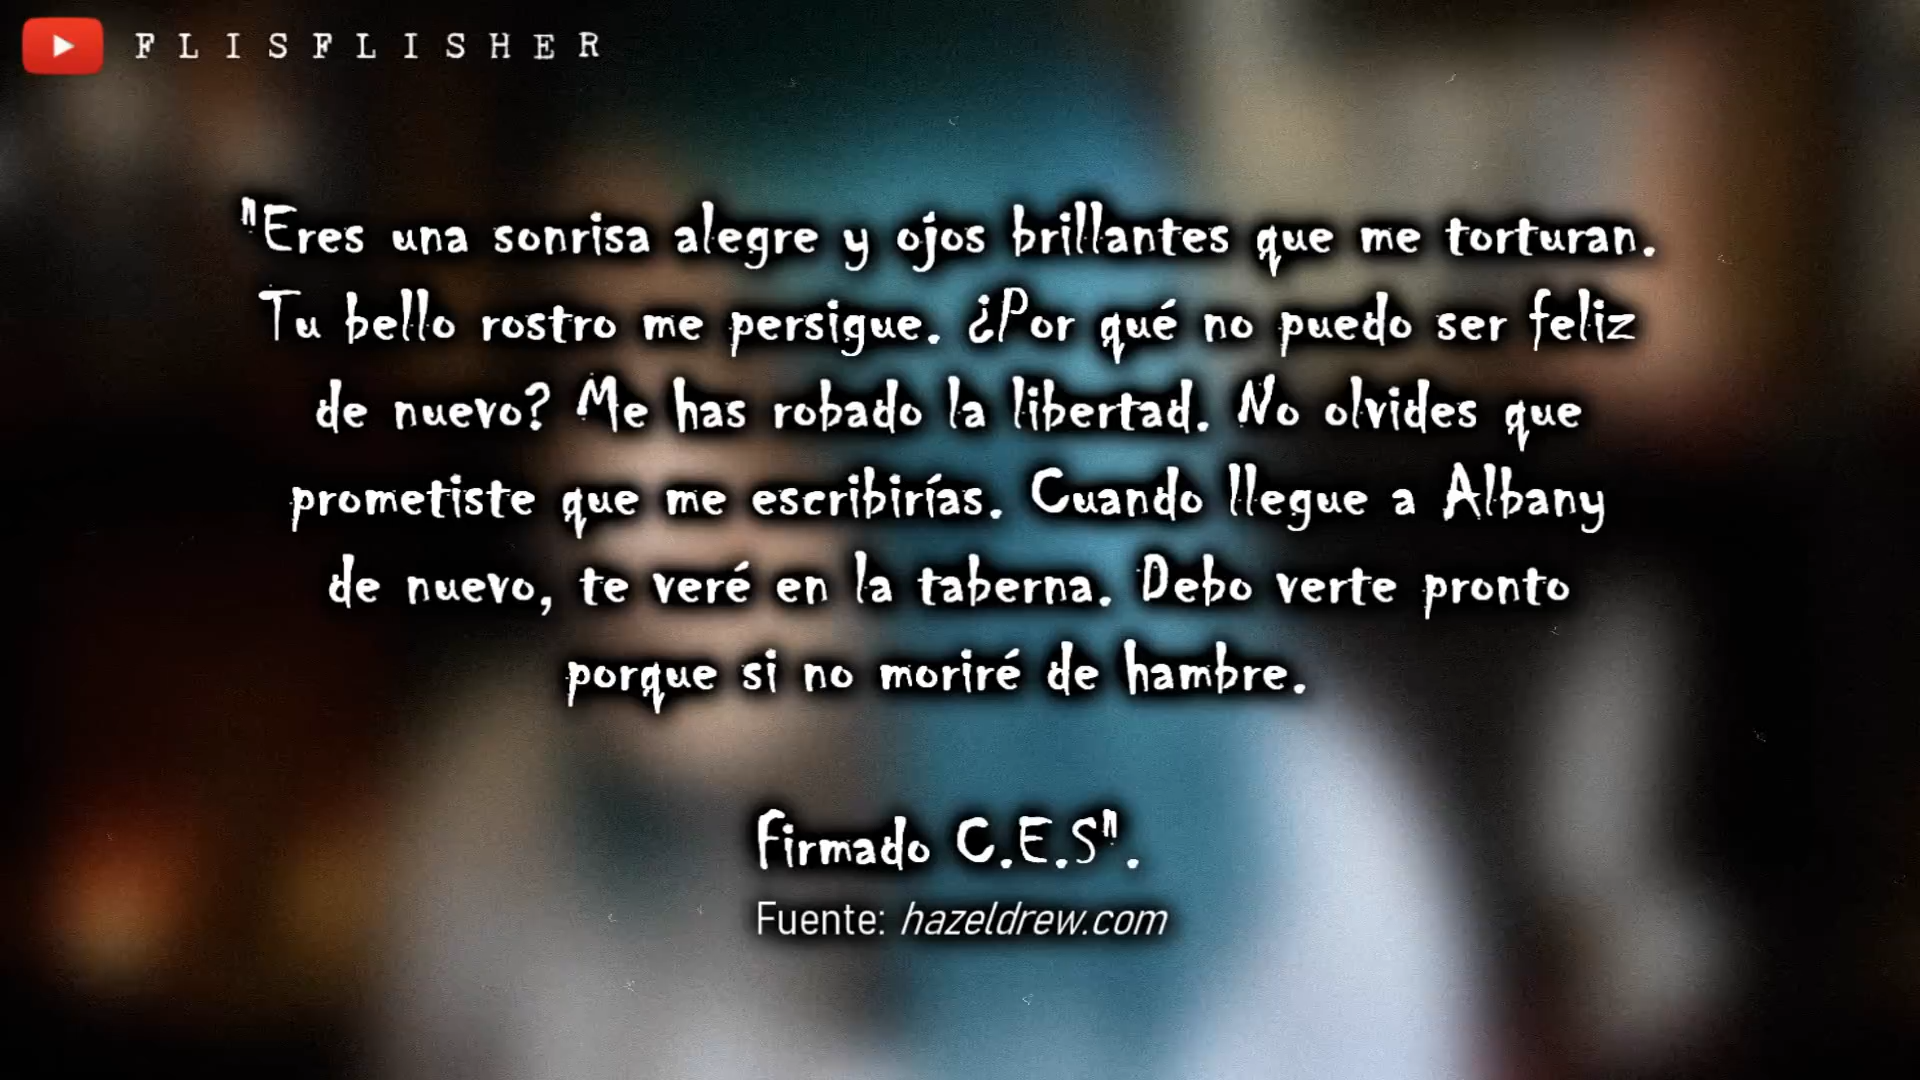 FLISFLISHER
"Eres una sonrisa alegre y ojos brillantes que me torturan.
Tu bello rostro me persigue. ¿Por qué no puedo ser feliz
de nuevo? Me has robado la libertad. No olvides que
prometiste que me escribirías. Cuando llegue a Albany
de nuevo, te veré en la taberna. Debo verte pronto
porque si no moriré de hambre.
Firmado C.E.S".
Fuente: hazeldrew.com